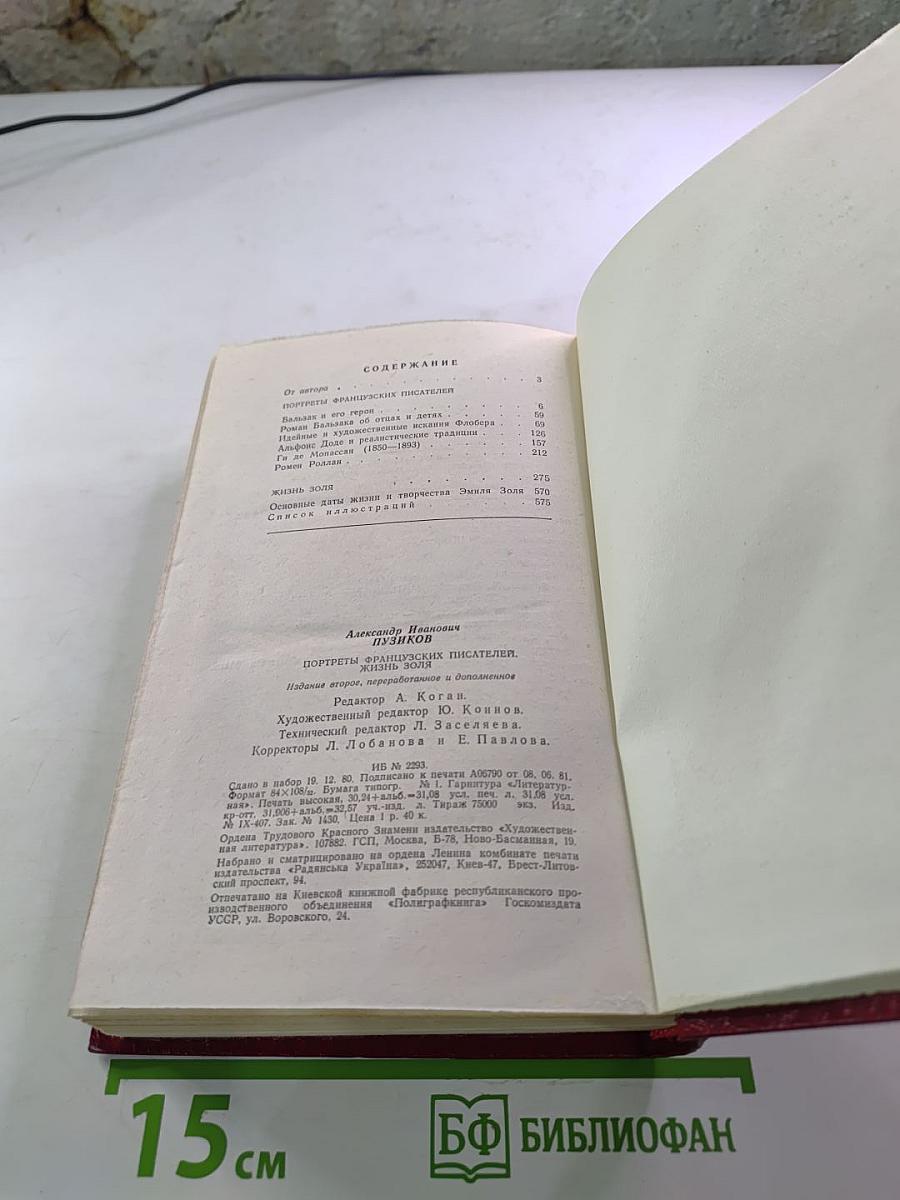 СОДЕРЖАНИЕ
От автора . . . . . . . . . . . . 3
ПОРТРЕТЫ ФРАНЦУЗСКИХ ПИСАТЕЛЕЙ
Бальзак и его герои . . . . . . . . . 6
Роман Бальзака об отцах и детях . . . . . 59
Идейные и художественные искания Флобера . . 69
Альфонс Доде и реалистические традиции . . . 126
Ги де Мопассан (1850—1893) . . . . . . 157
Ромен Роллан . . . . . . . . . . . 212
ЖИЗНЬ ЗОЛЯ . . . . . . . 275
Основные даты жизни и творчества Эмиля Золя 570
Список иллюстраций . . . . . . 575
Александр Иванович
ПУЗИКОВ
ПОРТРЕТЫ ФРАНЦУЗСКИХ ПИСАТЕЛЕЙ.
ЖИЗНЬ ЗОЛЯ
Издание второе, переработанное и дополненное
Редактор А. Коган.
Художественный редактор Ю. Коннов.
Технический редактор Л. Заселяева.
Корректоры Л. Лобанова и Е. Павлова.
ИБ № 2293.
Сдано в набор 19. 12. 80. Подписано к печати А06790 от 08. 06. 81.
Формат 84×108/32. Бумага типогр. № 1. Гарнитура «Литератур-
ная». Печать высокая, 30,24+альб.=31,08 усл. печ. л. 31,98 усл.
кр-отт. 31,906+альб.=32,57 уч.-изд. л. Тираж 75000 экз. Изд.
№ IX-407. Зак. № 1430. Цена 1 р. 40 к.
Ордена Трудового Красного Знамени издательство «Художествен-
ная литература». 107882. ГСП, Москва, Б-78, Ново-Басманная, 19.
Набрано и сматрицировано на ордена Ленина комбинате печати
издательства «Радянська Україна», 252047, Киев-47, Брест-Литов-
ский проспект, 94.
Отпечатано на Киевской книжной фабрике республиканского про-
изводственного объединения «Полиграфкнига» Госкомиздата
УССР, ул. Воровского, 24.
15 см
БФ БИБЛИОФАН